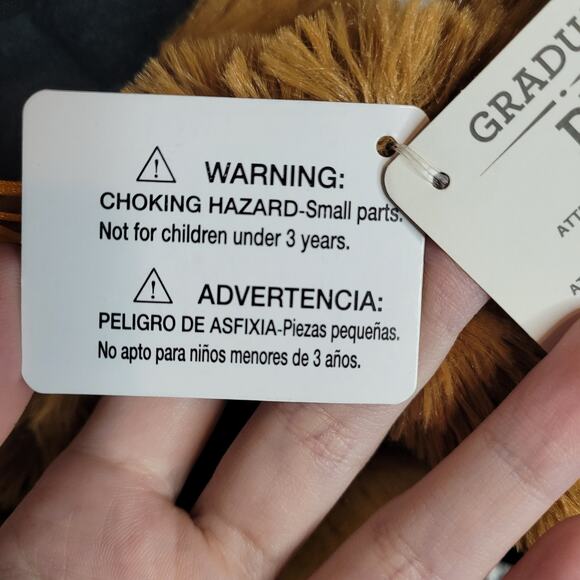 WARNING:
CHOKING HAZARD-Small parts.
Not for children under 3 years.
ADVERTENCIA:
PELIGRO DE ASFIXIA-Piezas pequeñas.
No apto para niños menores de 3 años.